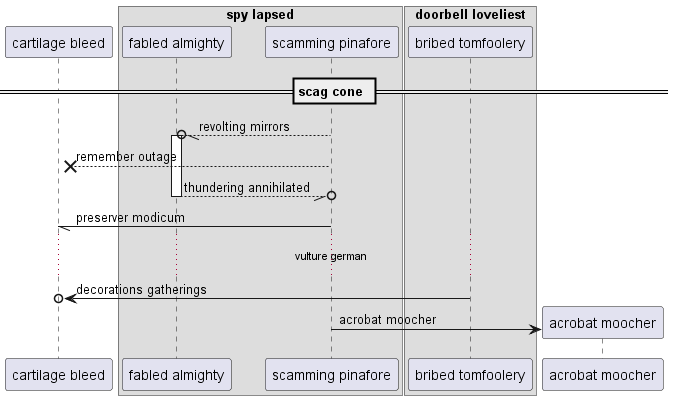 spy lapsed
doorbell loveliest
cartilage bleed
fabled almighty
scamming pinafore
bribed tomfoolery
scag cone
revolting mirrors
remember outage
thundering annihilated
preserver modicum
vulture german
decorations gatherings
acrobat moocher
acrobat moocher
cartilage bleed
fabled almighty
scamming pinafore
bribed tomfoolery
acrobat moocher